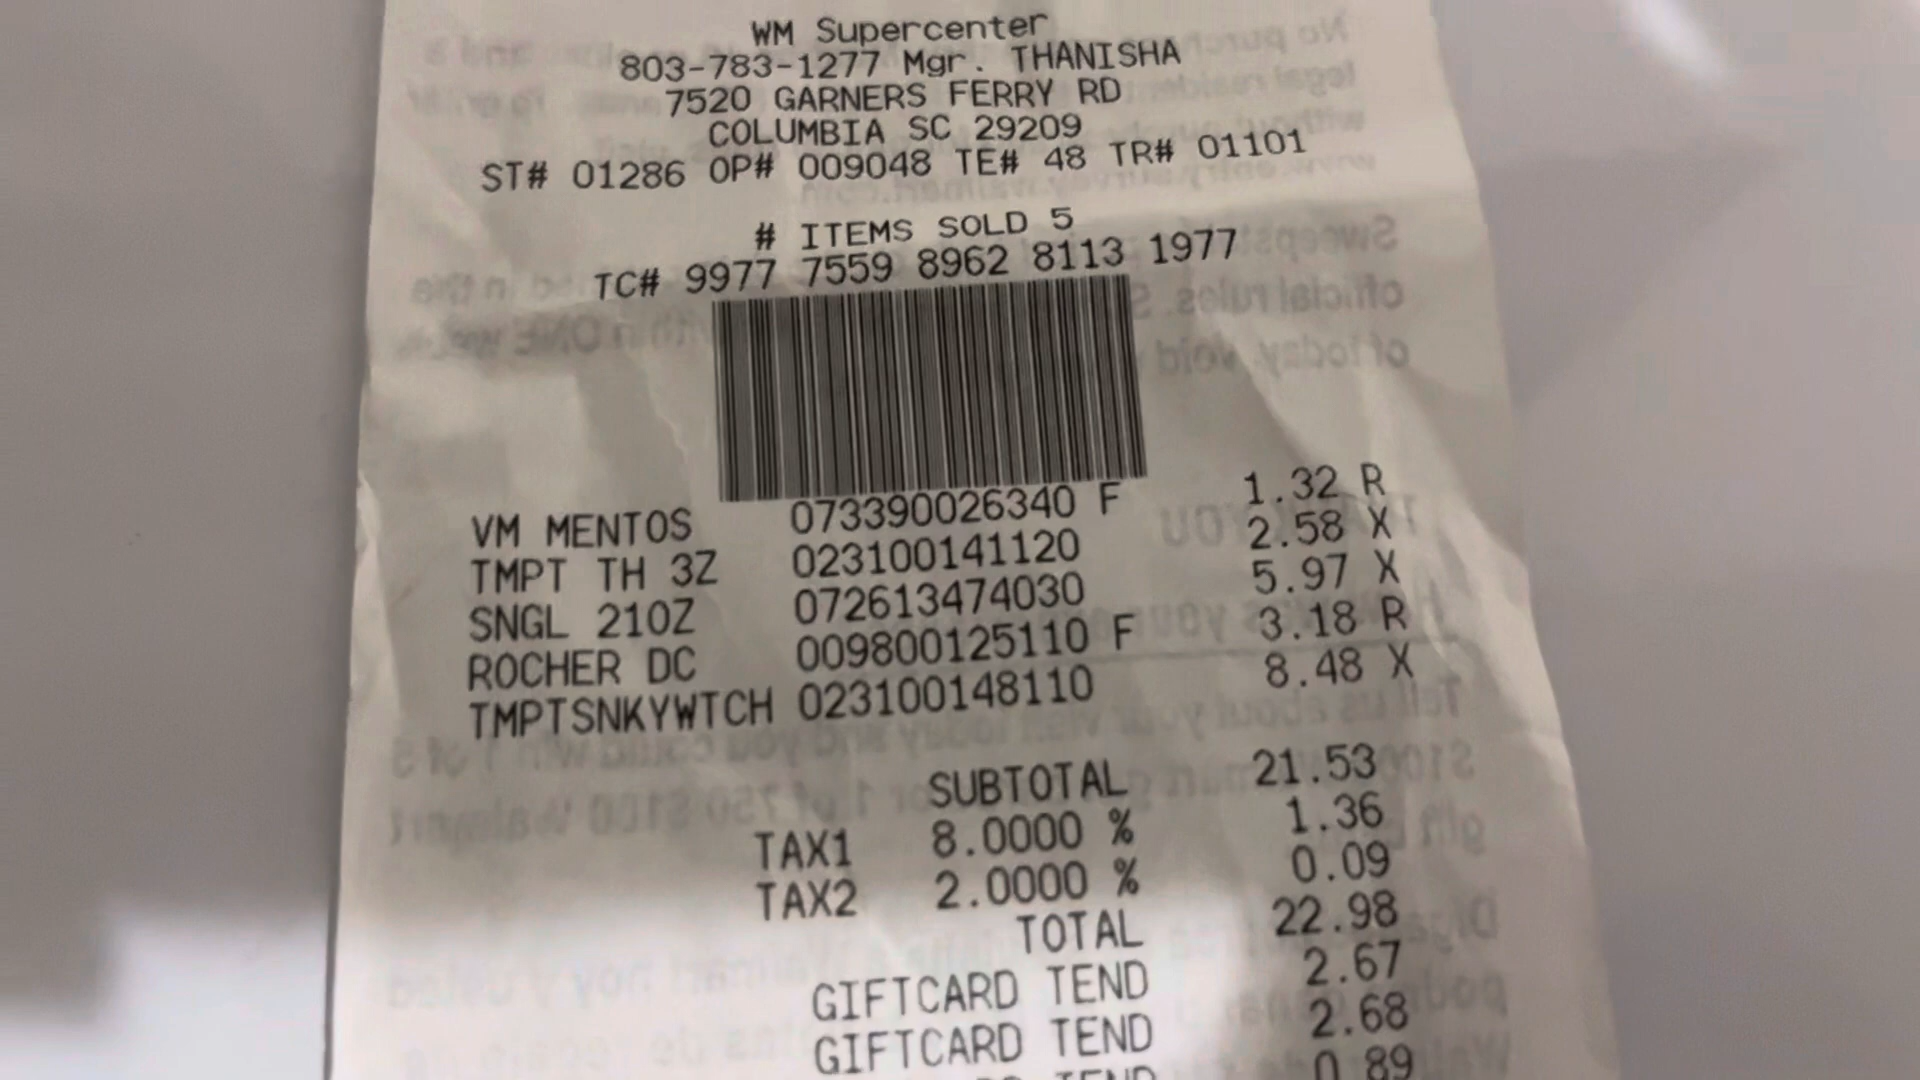 WM Supercenter
803-783-1277 Mgr. THANISHA
7520 GARNERS FERRY RD
COLUMBIA SC 29209
ST# 01286 OP# 009048 TE# 48 TR# 01101
# ITEMS SOLD 5
TC# 9977 7559 8962 8113 1977
VM MENTOS 073390026340 F 1.32 R
TMPT TH 3Z 023100141120 2.58 X
SNGL 210Z 072613474030 5.97 X
ROCHER DC 009800125110 F 3.18 R
TMPTSNKYWTCH 023100148110 8.48 X
SUBTOTAL 21.53
TAX1 8.0000 % 1.36
TAX2 2.0000 % 0.09
TOTAL 22.98
GIFTCARD TEND 2.67
GIFTCARD TEND 2.68
TEND 0.89